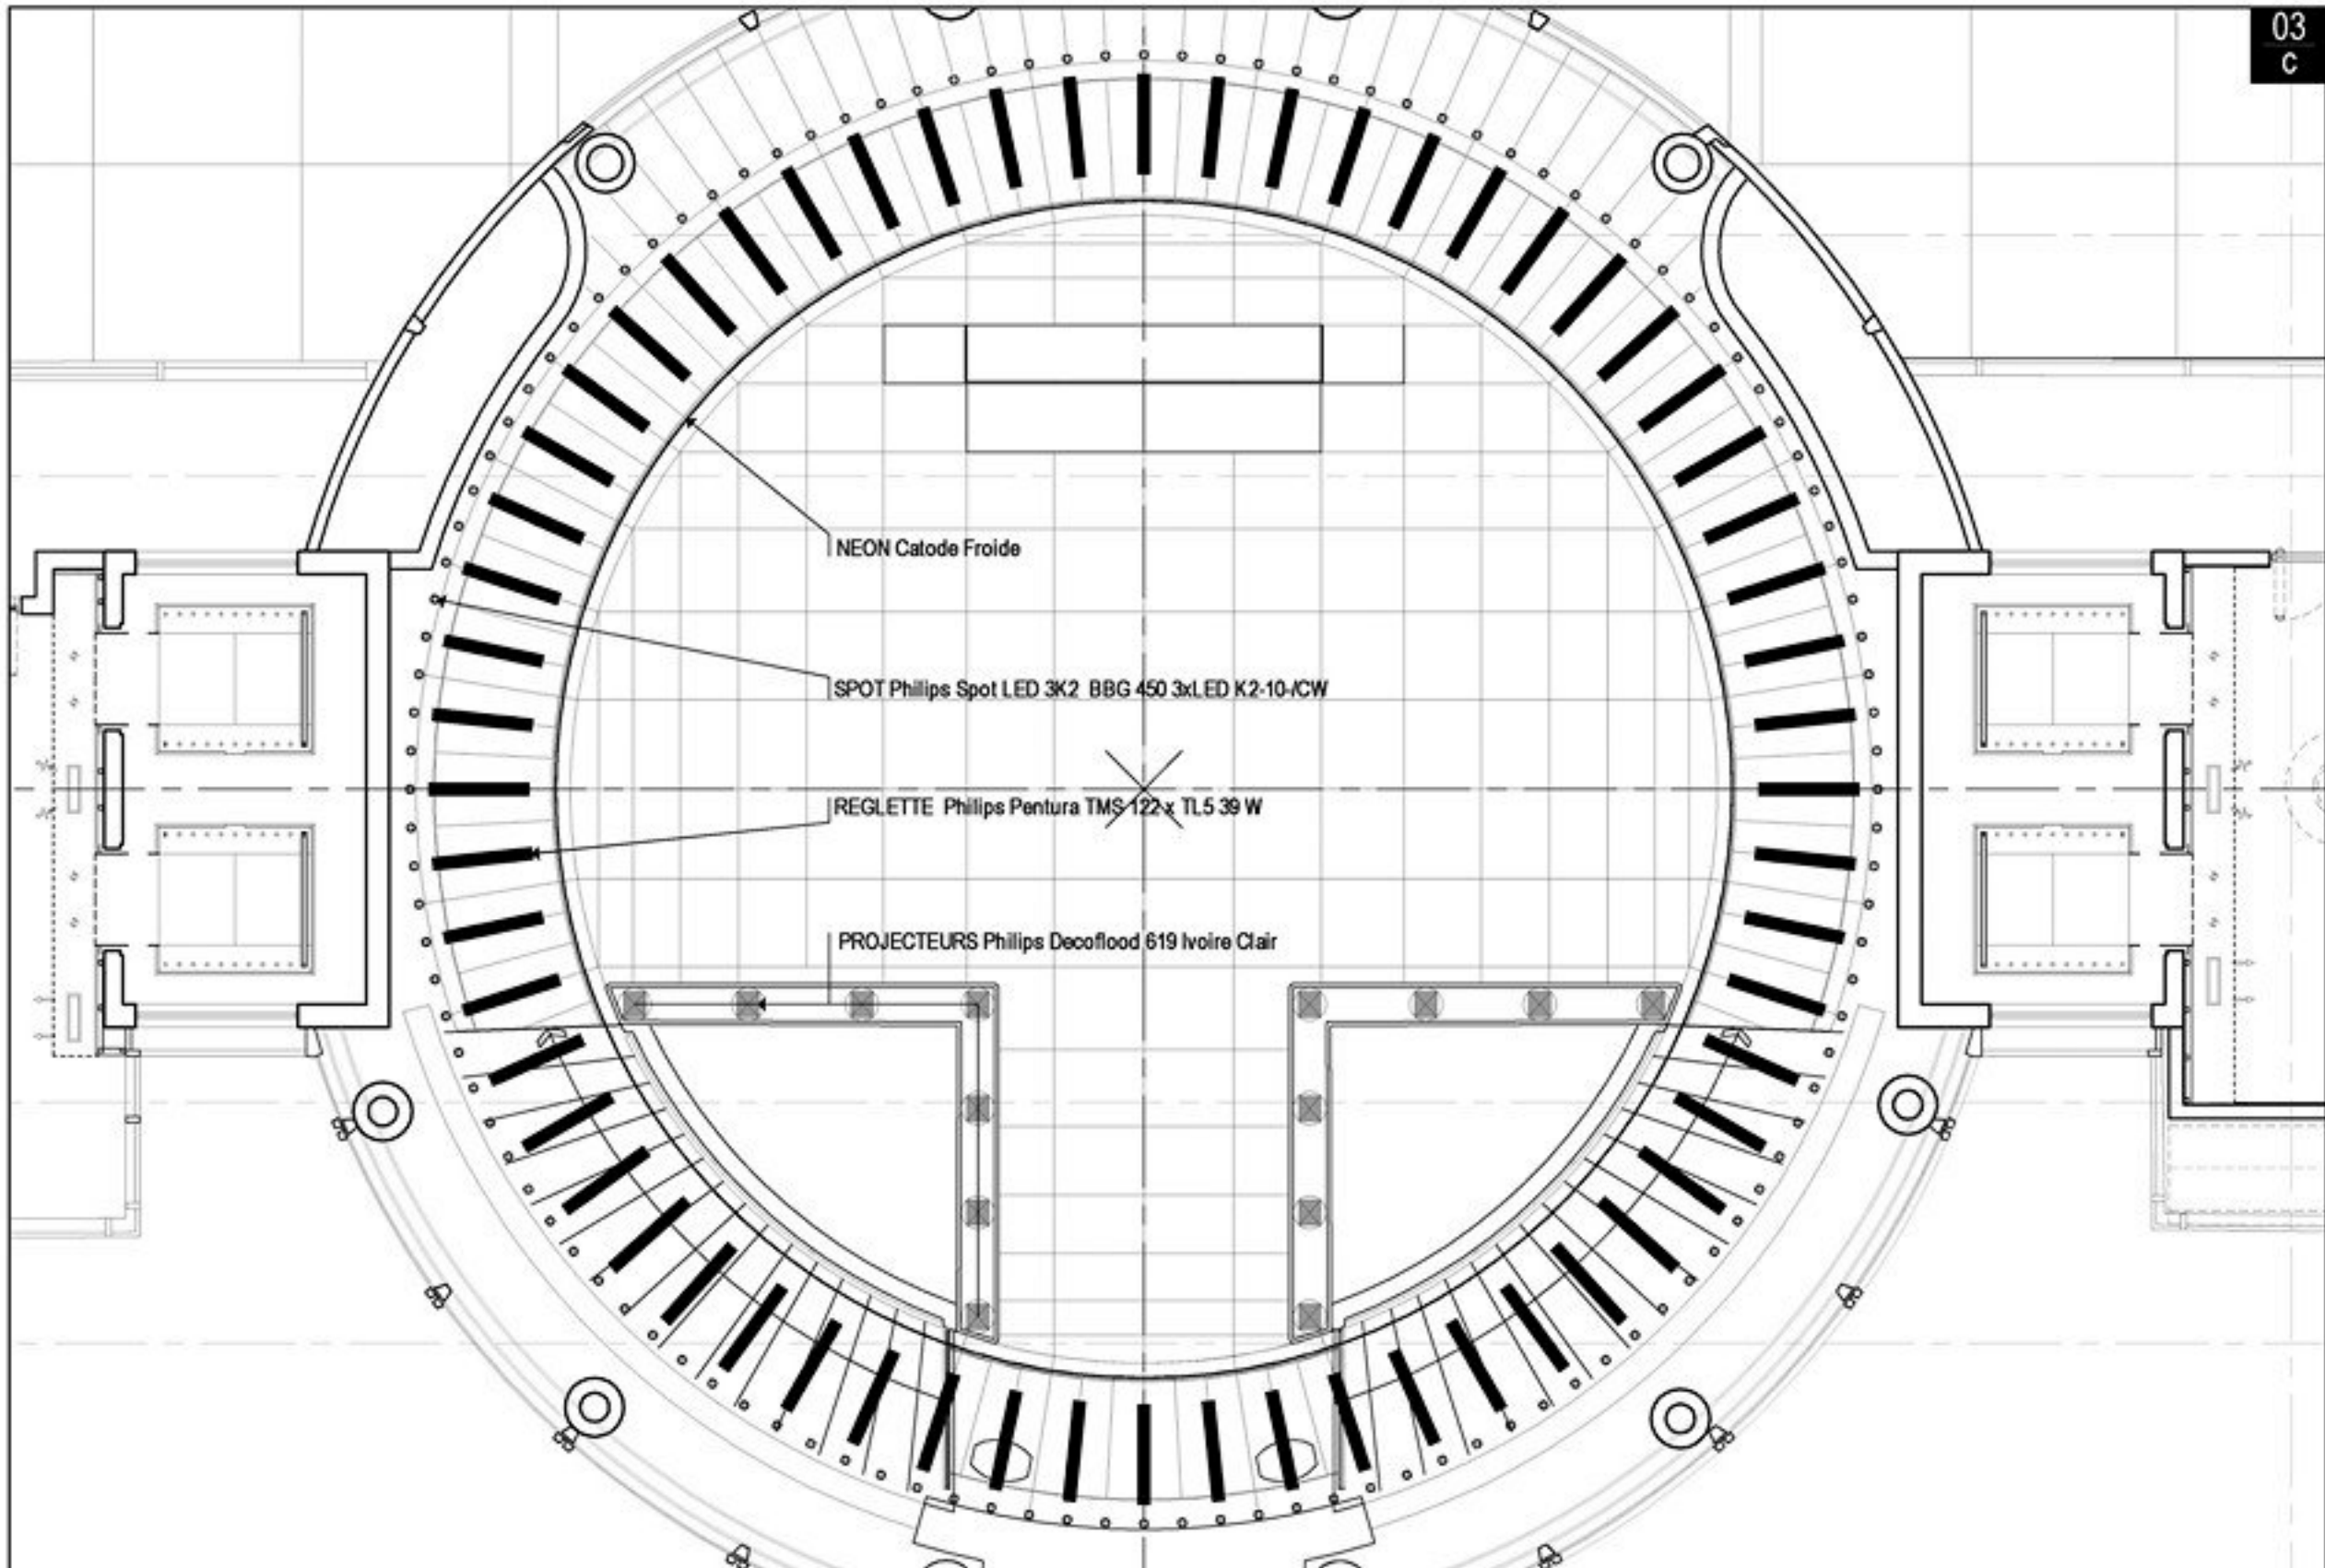 03
C
NEON Catode Froide
SPOT Philips Spot LED 3K2 BBG 450 3xLED K2-10-/CW
REGLETTE Philips Pentura TMS 122 x TL5 39 W
PROJECTEURS Philips Decoflood 619 Ivoire Clair